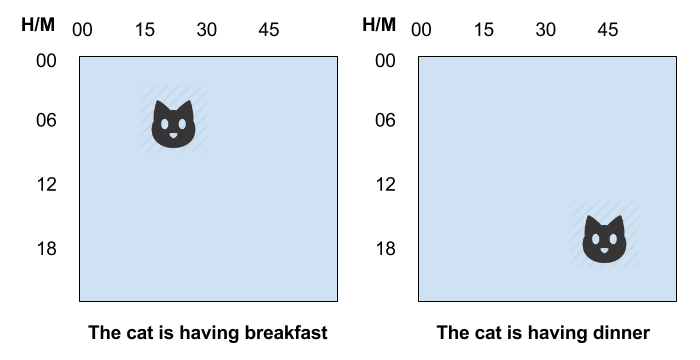 H/M 00 15 30 45
00
06
12
18
The cat is having breakfast
H/M 00 15 30 45
00
06
12
18
The cat is having dinner